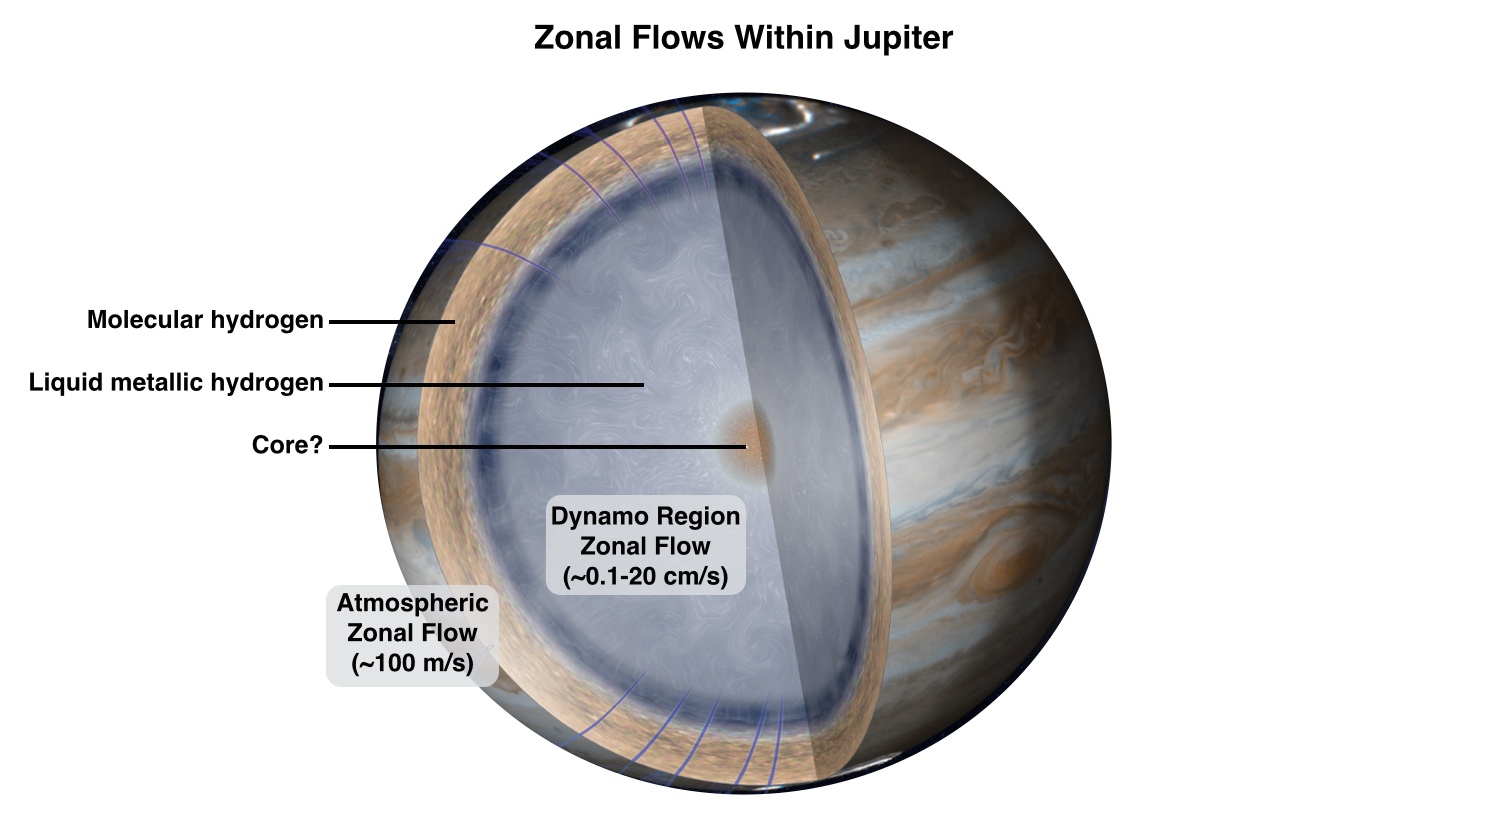 Zonal Flows Within Jupiter
Molecular hydrogen
Liquid metallic hydrogen
Core?
Dynamo Region
Zonal Flow
(~0.1-20 cm/s)
Atmospheric
Zonal Flow
(~100 m/s)